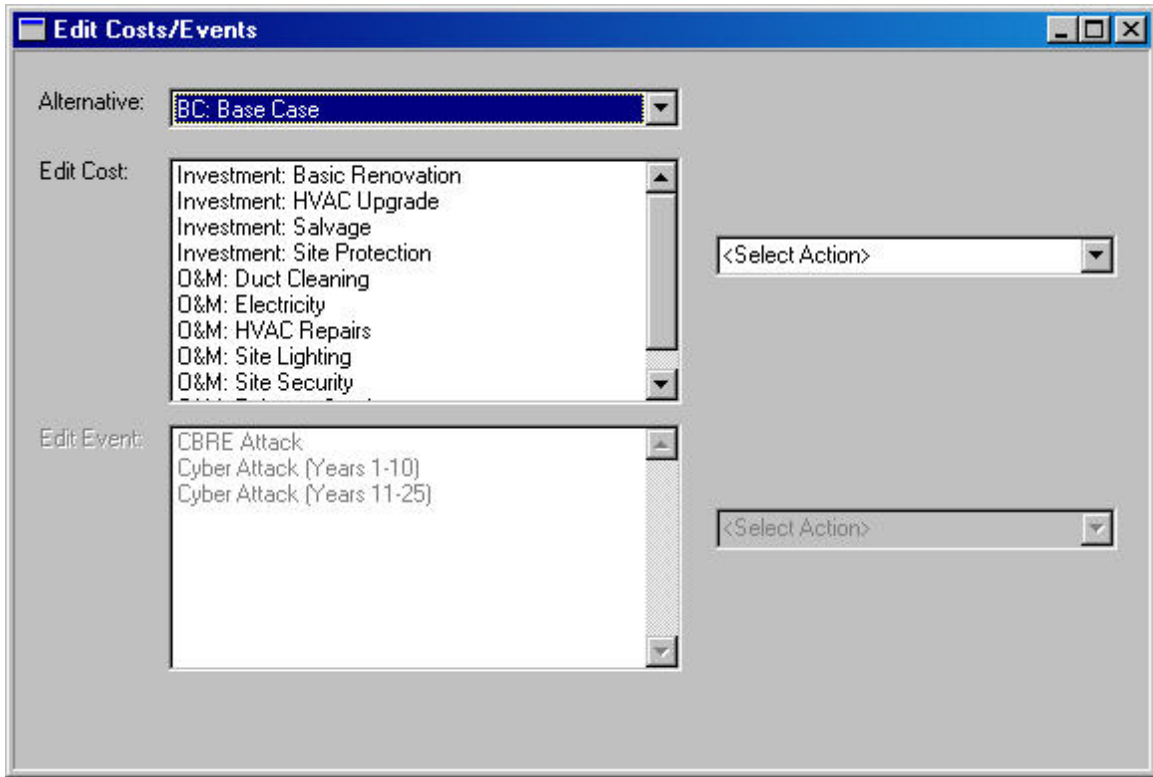 Edit Costs/Events
Alternative:
BC: Base Case
Edit Cost:
Investment: Basic Renovation
Investment: HVAC Upgrade
Investment: Salvage
Investment: Site Protection
O&M: Duct Cleaning
O&M: Electricity
O&M: HVAC Repairs
O&M: Site Lighting
O&M: Site Security
<Select Action>
Edit Event:
CBRE Attack
Cyber Attack (Years 1-10)
Cyber Attack (Years 11-25)
<Select Action>